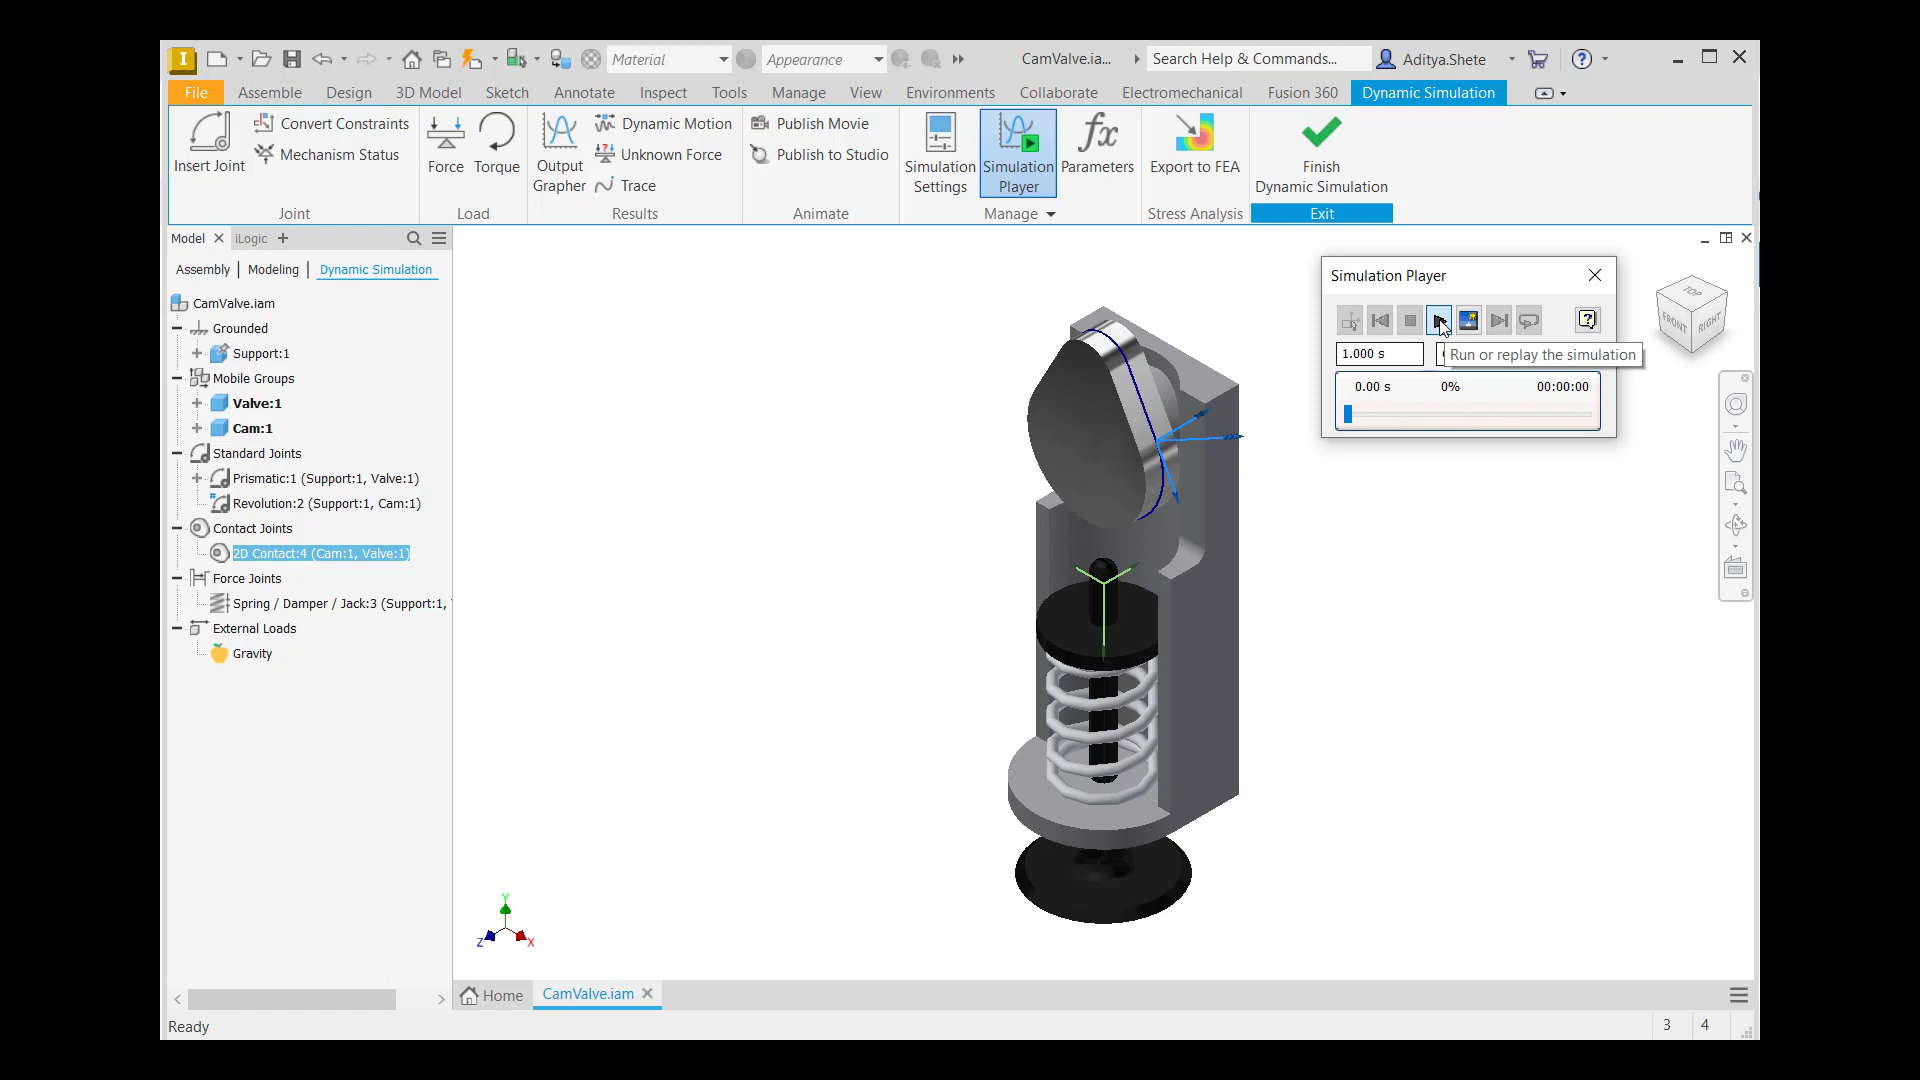 Material
Appearance
CamValve.ia...
Search Help & Commands...
Aditya.Shete
File
Assemble
Design
3D Model
Sketch
Annotate
Inspect
Tools
Manage
View
Environments
Collaborate
Electromechanical
Fusion 360
Dynamic Simulation
Insert Joint
Convert Constraints
Mechanism Status
Joint
Force
Torque
Load
Output
Grapher
Dynamic Motion
Unknown Force
Trace
Results
Publish Movie
Publish to Studio
Animate
Simulation
Settings
Simulation
Player
fx
Parameters
Manage
Export to FEA
Stress Analysis
Finish
Dynamic Simulation
Exit
Model
iLogic
Assembly
Modeling
Dynamic Simulation
CamValve.iam
Grounded
Support:1
Mobile Groups
Valve:1
Cam:1
Standard Joints
Prismatic:1 (Support:1, Valve:1)
Revolution:2 (Support:1, Cam:1)
Contact Joints
2D Contact:4 (Cam:1, Valve:1)
Force Joints
Spring / Damper / Jack:3 (Support:1,
External Loads
Gravity
Simulation Player
1.000 s
Run or replay the simulation
0.00 s
0%
00:00:00
TOP
FRONT
RIGHT
Y
Z
X
Home
CamValve.iam
Ready
3
4